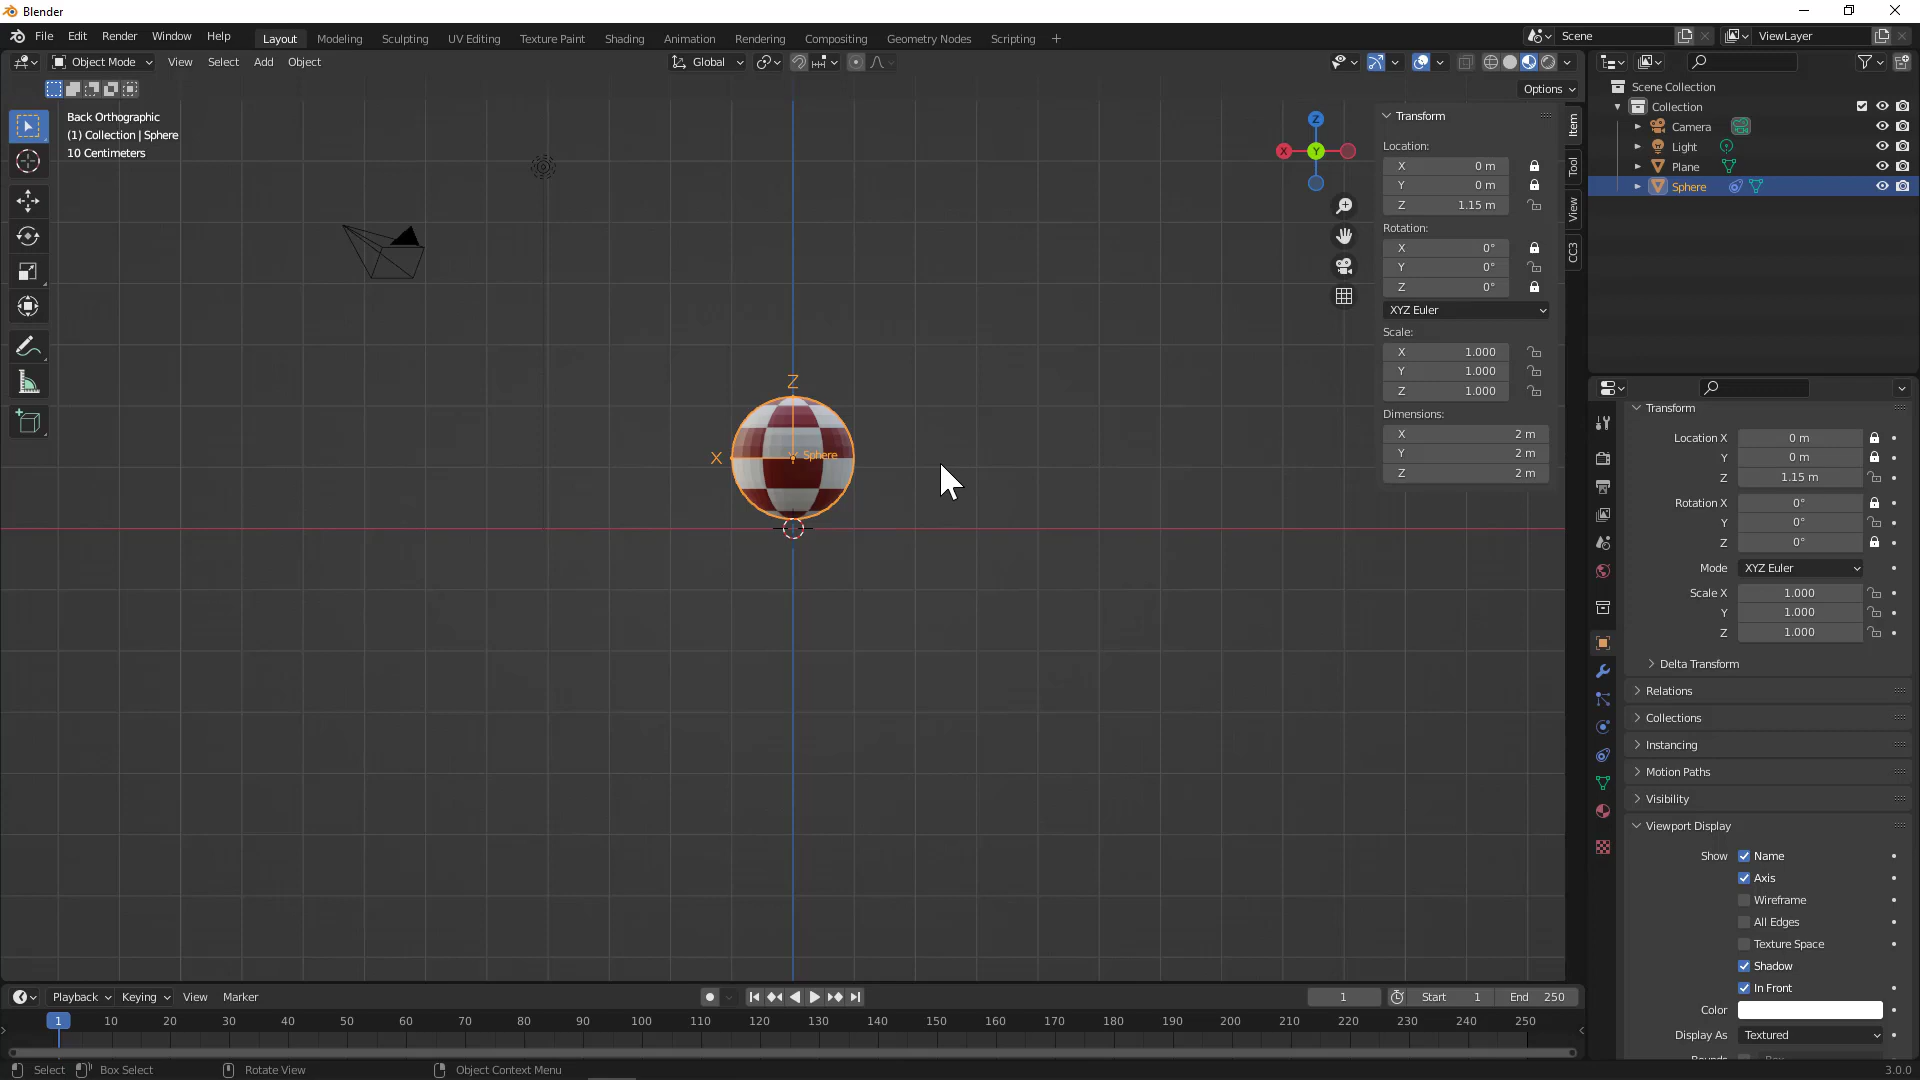 Blender
File Edit Render Window Help
Layout Modeling Sculpting UV Editing Texture Paint Shading Animation Rendering Compositing Geometry Nodes Scripting +
Scene
ViewLayer
Object Mode View Select Add Object
Global
Options
Back Orthographic
(1) Collection | Sphere
10 Centimeters
Z
X Y
Z
X
Sphere
Transform
Location:
X 0 m
Y 0 m
Z 1.15 m
Rotation:
X 0°
Y 0°
Z 0°
XYZ Euler
Scale:
X 1.000
Y 1.000
Z 1.000
Dimensions:
X 2 m
Y 2 m
Z 2 m
Item
Tool
View
CC3
Scene Collection
Collection
Camera
Light
Plane
Sphere
Transform
Location X 0 m
Y 0 m
Z 1.15 m
Rotation X 0°
Y 0°
Z 0°
Mode XYZ Euler
Scale X 1.000
Y 1.000
Z 1.000
Delta Transform
Relations
Collections
Instancing
Motion Paths
Visibility
Viewport Display
Show Name
Axis
Wireframe
All Edges
Texture Space
Shadow
In Front
Color
Display As Textured
Playback Keying View Marker
1 Start 1 End 250
1 10 20 30 40 50 60 70 80 90 100 110 120 130 140 150 160 170 180 190 200 210 220 230 240 250
Select Box Select Rotate View Object Context Menu
3.0.0